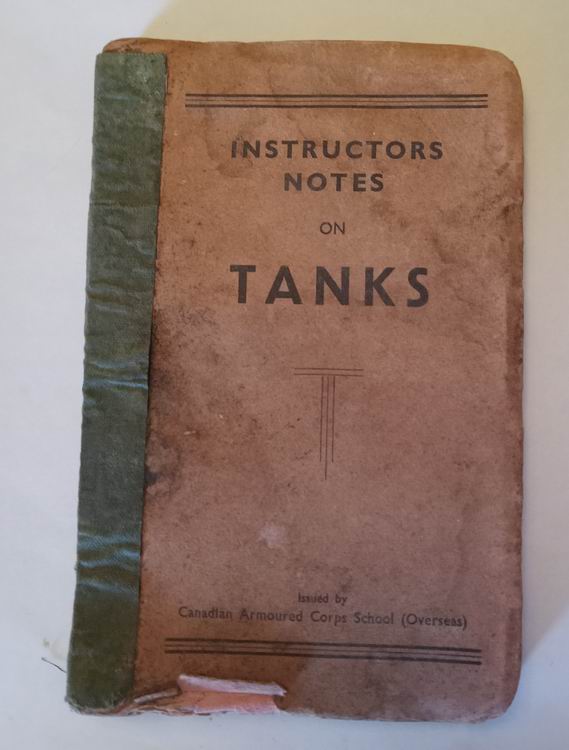 INSTRUCTORS
NOTES
ON
TANKS
Issued by
Canadian Armoured Corps School (Overseas)